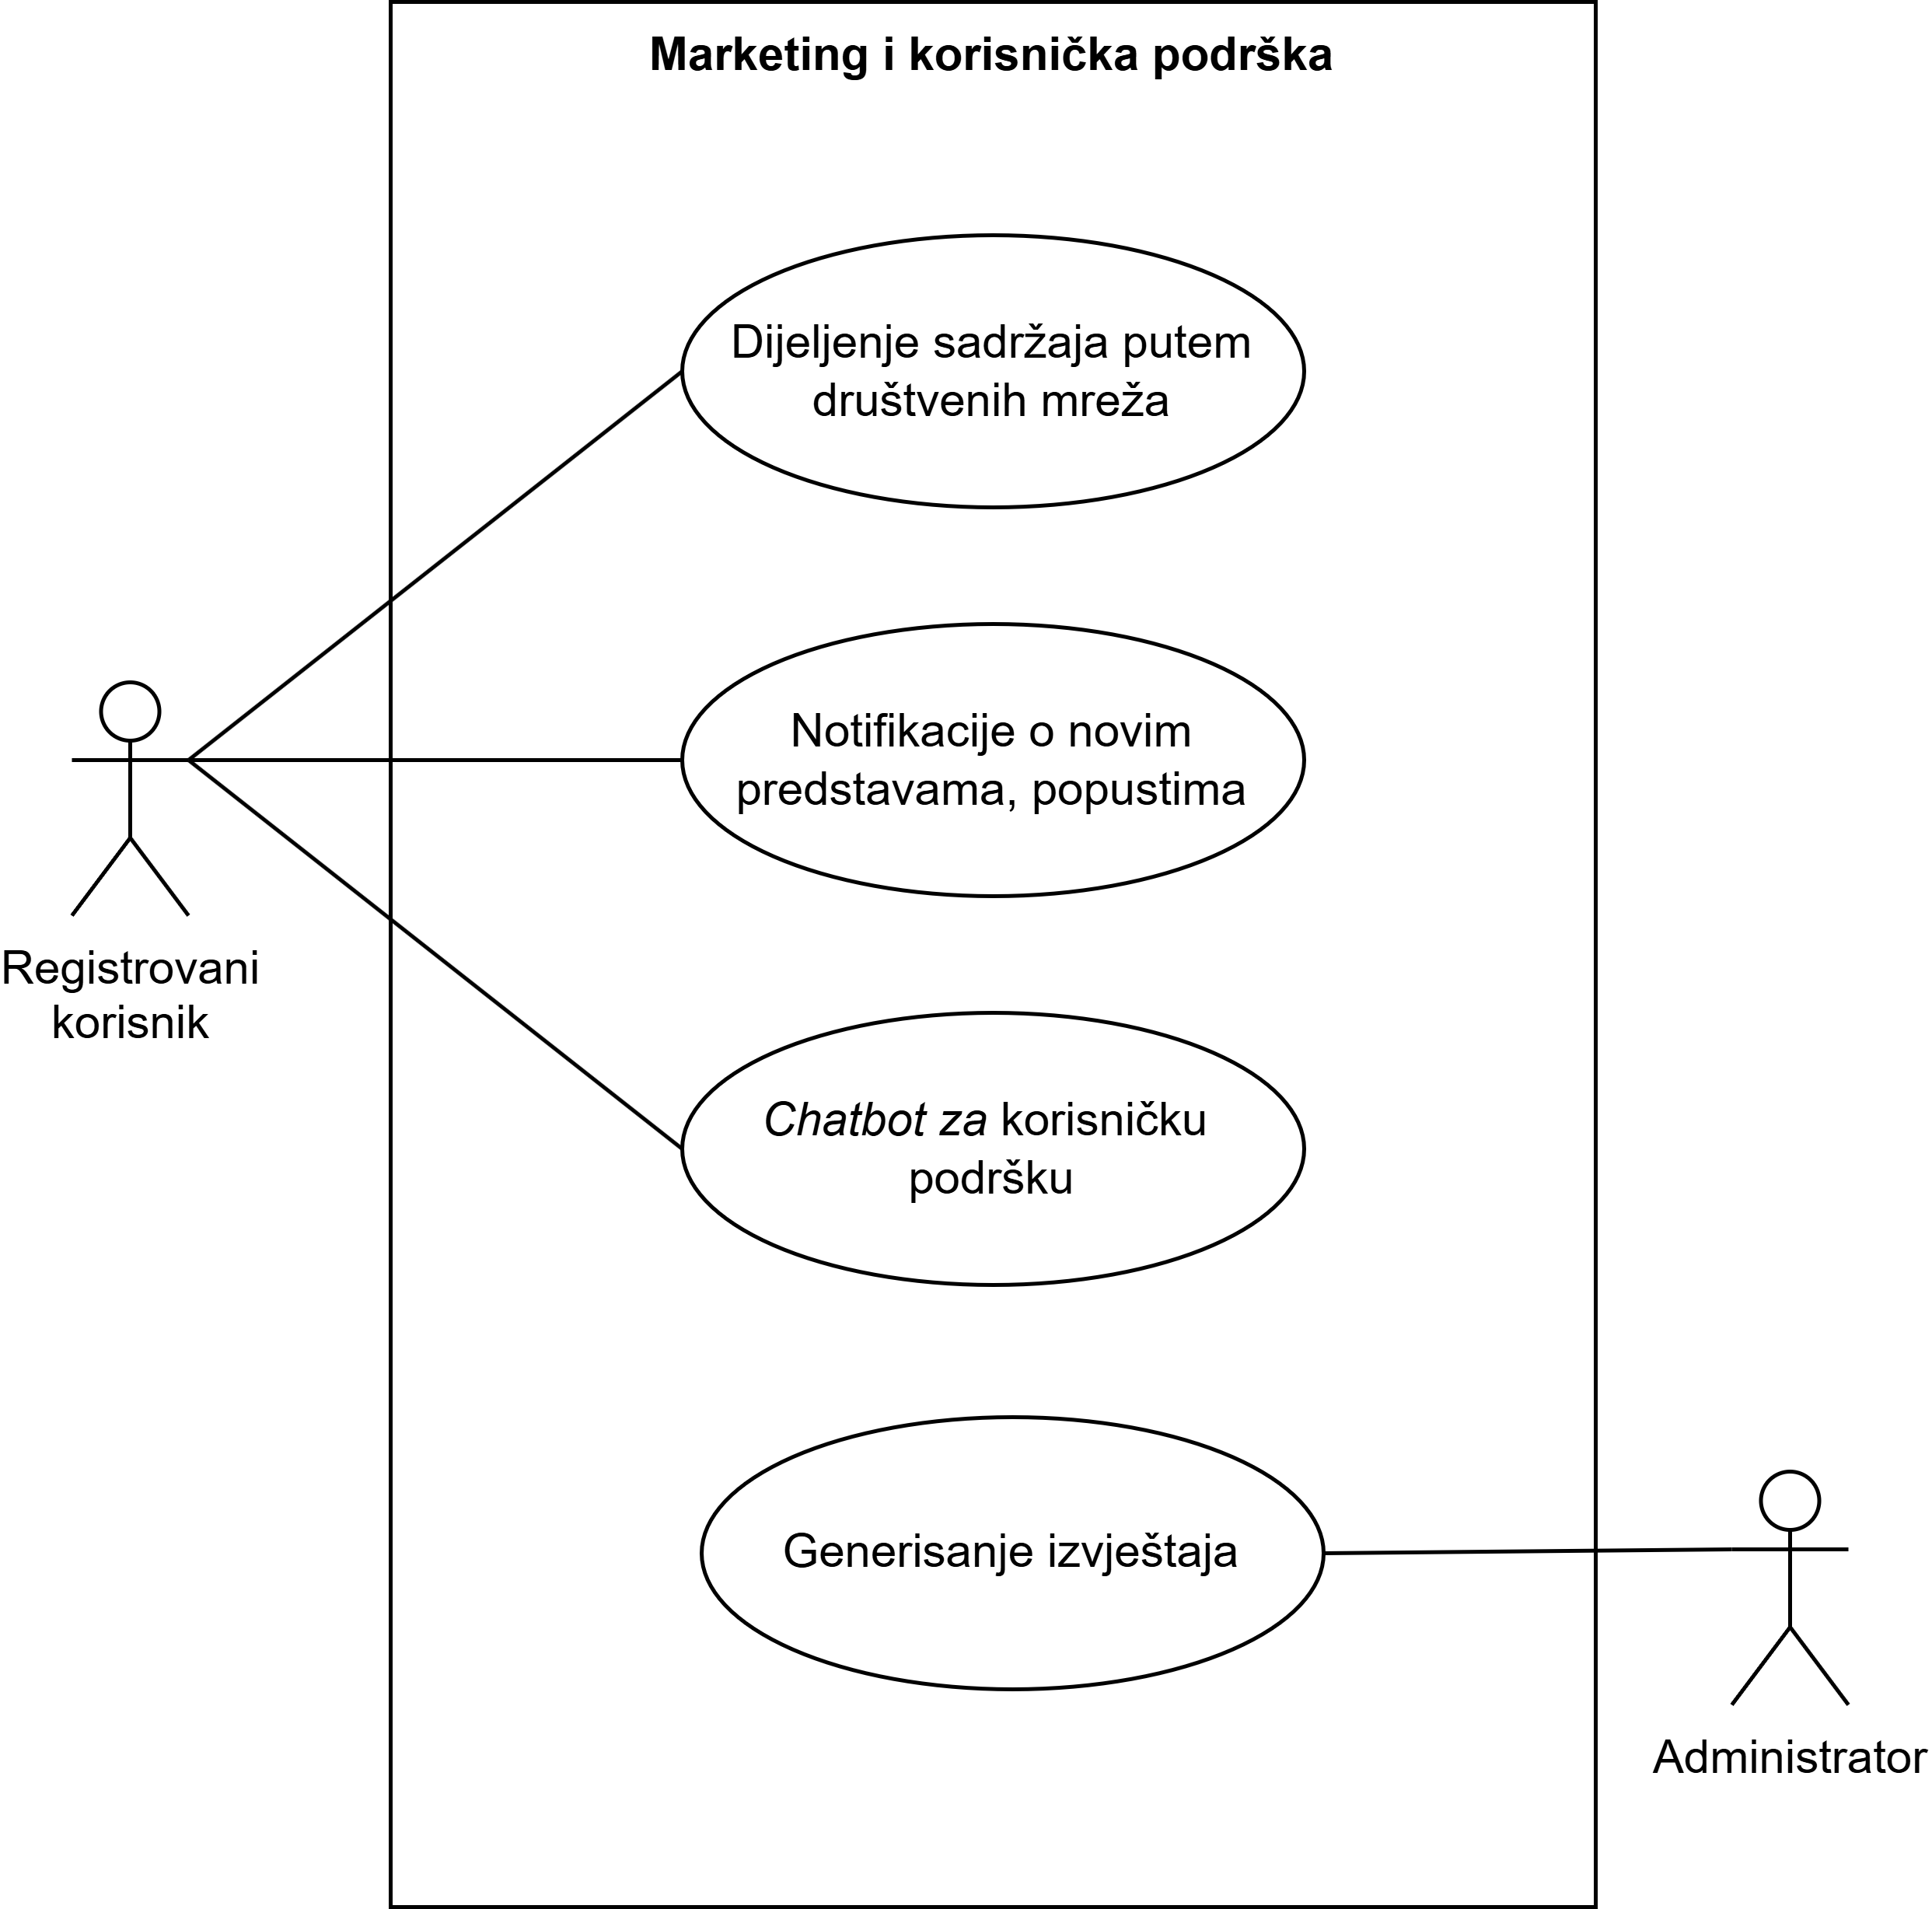 Marketing i korisnička podrška
Dijeljenje sadržaja putem
društvenih mreža
Notifikacije o novim
predstavama, popustima
Registrovani
korisnik
Chatbot za korisničku
podršku
Generisanje izvještaja
Administrator